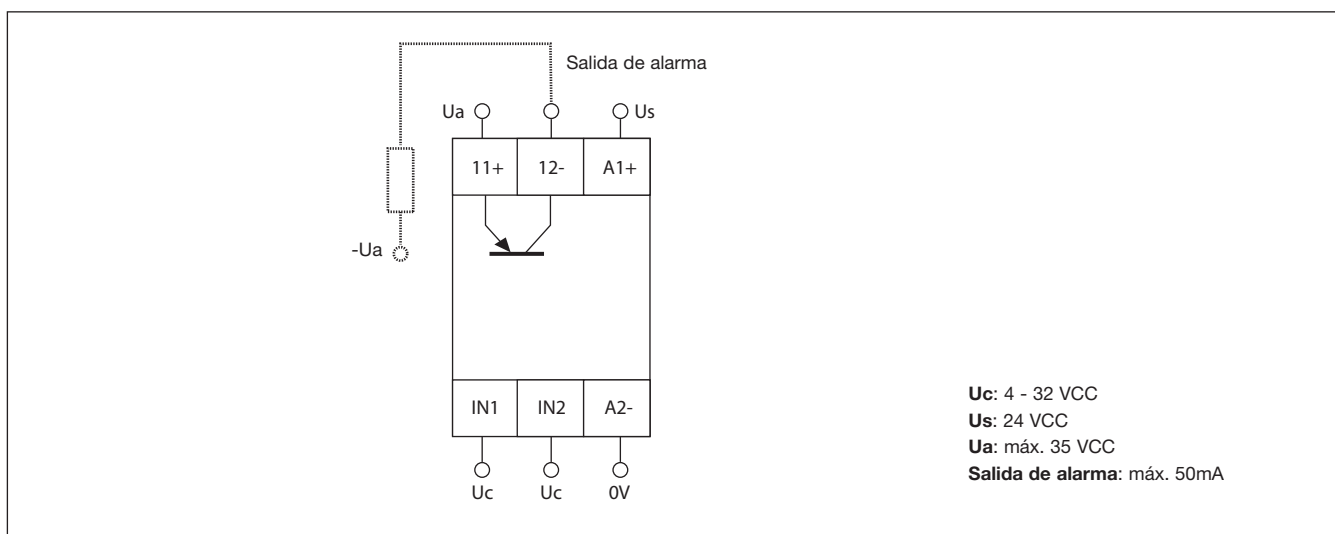 Salida de alarma
Ua
Us
11+
12-
A1+
-Ua
IN1
IN2
A2-
Uc
Uc
0V
Uc: 4 - 32 VCC
Us: 24 VCC
Ua: máx. 35 VCC
Salida de alarma: máx. 50mA